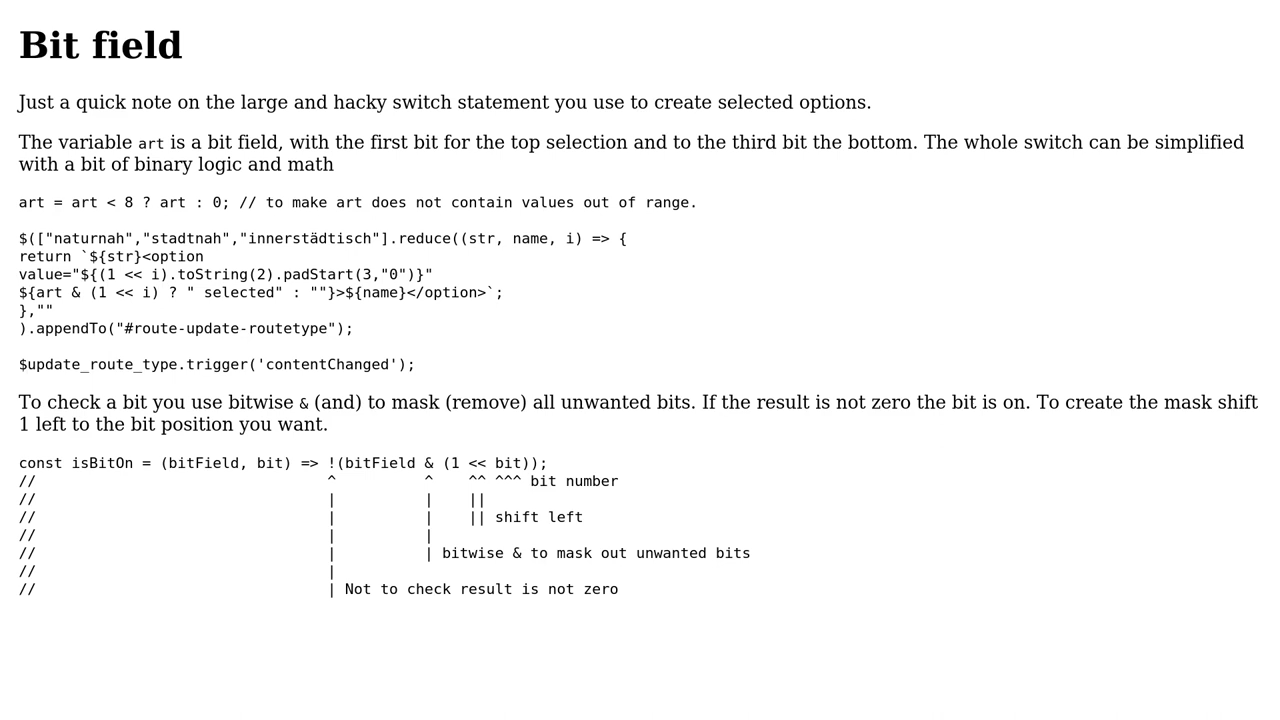 Bit field
Just a quick note on the large and hacky switch statement you use to create selected options.
The variable art is a bit field, with the first bit for the top selection and to the third bit the bottom. The whole switch can be simplified
with a bit of binary logic and math
art = art < 8 ? art : 0; // to make art does not contain values out of range.
$(["naturnah","stadtnah","innerstädtisch"].reduce((str, name, i) => {
return `${str}<option
value="${(1 << i).toString(2).padStart(3,"0")}"
${art & (1 << i) ? " selected" : ""}>${name}</option>`;
},""
).appendTo("#route-update-routetype");
$update_route_type.trigger('contentChanged');
To check a bit you use bitwise & (and) to mask (remove) all unwanted bits. If the result is not zero the bit is on. To create the mask shift
1 left to the bit position you want.
const isBitOn = (bitField, bit) => !(bitField & (1 << bit));
//                                 ^          ^    ^^ ^^^ bit number
//                                 |          |    ||
//                                 |          |    || shift left
//                                 |          |
//                                 |          | bitwise & to mask out unwanted bits
//                                 |
//                                 | Not to check result is not zero